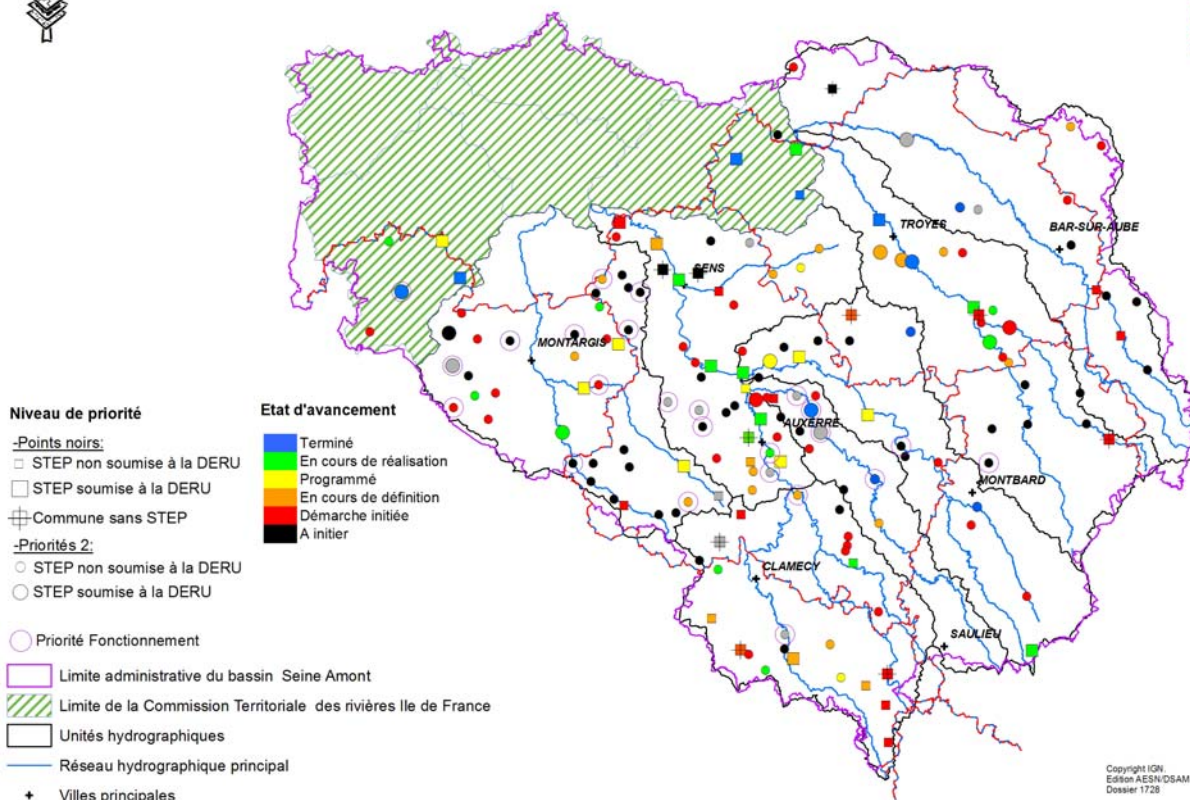 TROYES
BAR-SUR-AUBE
SENS
MONTARGIS
AUXERRE
MONTBARD
CLAMECY
SAULIEU
Niveau de priorité
-Points noirs:
STEP non soumise à la DERU
STEP soumise à la DERU
Commune sans STEP
-Priorités 2:
STEP non soumise à la DERU
STEP soumise à la DERU
Priorité Fonctionnement
Limite administrative du bassin Seine Amont
Limite de la Commission Territoriale des rivières Ile de France
Unités hydrographiques
Réseau hydrographique principal
Villes principales
Etat d'avancement
Terminé
En cours de réalisation
Programmé
En cours de définition
Démarche initiée
A initier
Copyright IGN.
Edition AESN/DSAM
Dossier 1728